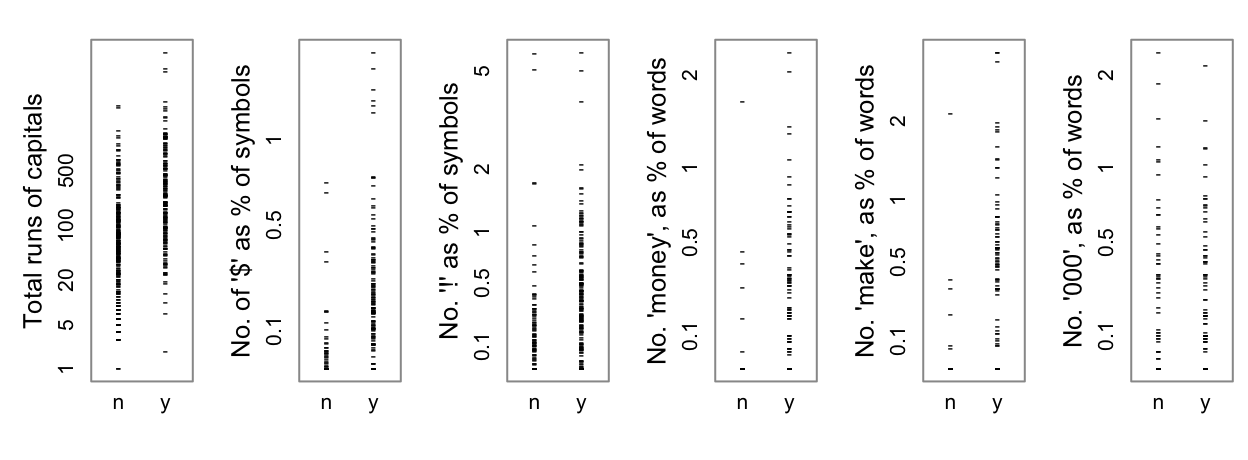 Total runs of capitals
1 5 20 100 500
n y
No. of '$' as % of symbols
0.1 0.5 1
n y
No. '!' as % of symbols
0.1 0.5 1 2 5
n y
No. 'money', as % of words
0.1 0.5 1 2
n y
No. 'make', as % of words
0.1 0.5 1 2
n y
No. '000', as % of words
0.1 0.5 1 2
n y